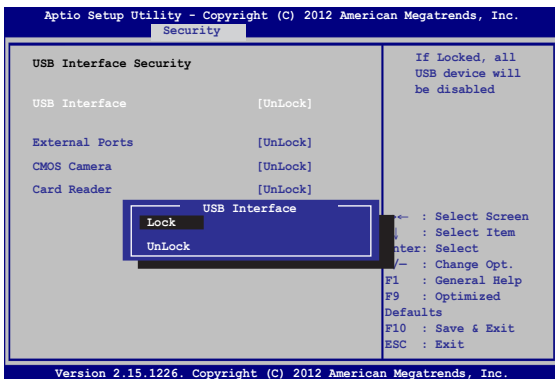 Aptio Setup Utility - Copyright (C) 2012 American Megatrends, Inc.
Security
USB Interface Security
USB Interface [UnLock]
External Ports [UnLock]
CMOS Camera [UnLock]
Card Reader [UnLock]
USB Interface
Lock
UnLock
If Locked, all
USB device will
be disabled
→← : Select Screen
: Select Item
nter: Select
/— : Change Opt.
F1 : General Help
F9 : Optimized
Defaults
F10 : Save & Exit
ESC : Exit
Version 2.15.1226. Copyright (C) 2012 American Megatrends, Inc.